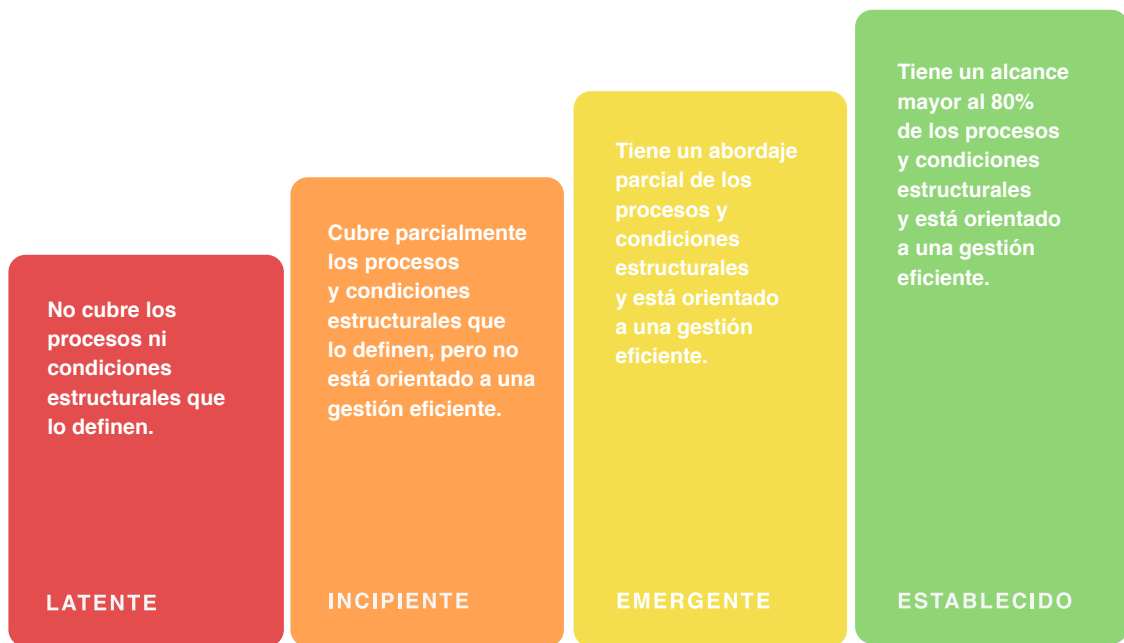 No cubre los
procesos ni
condiciones
estructurales que
lo definen.
LATENTE
Cubre parcialmente
los procesos
y condiciones
estructurales que
lo definen, pero no
está orientado a una
gestión eficiente.
INCIPIENTE
Tiene un abordaje
parcial de los
procesos y
condiciones
estructurales
y está orientado
a una gestión
eficiente.
EMERGENTE
Tiene un alcance
mayor al 80%
de los procesos
y condiciones
estructurales
y está orientado
a una gestión
eficiente.
ESTABLECIDO